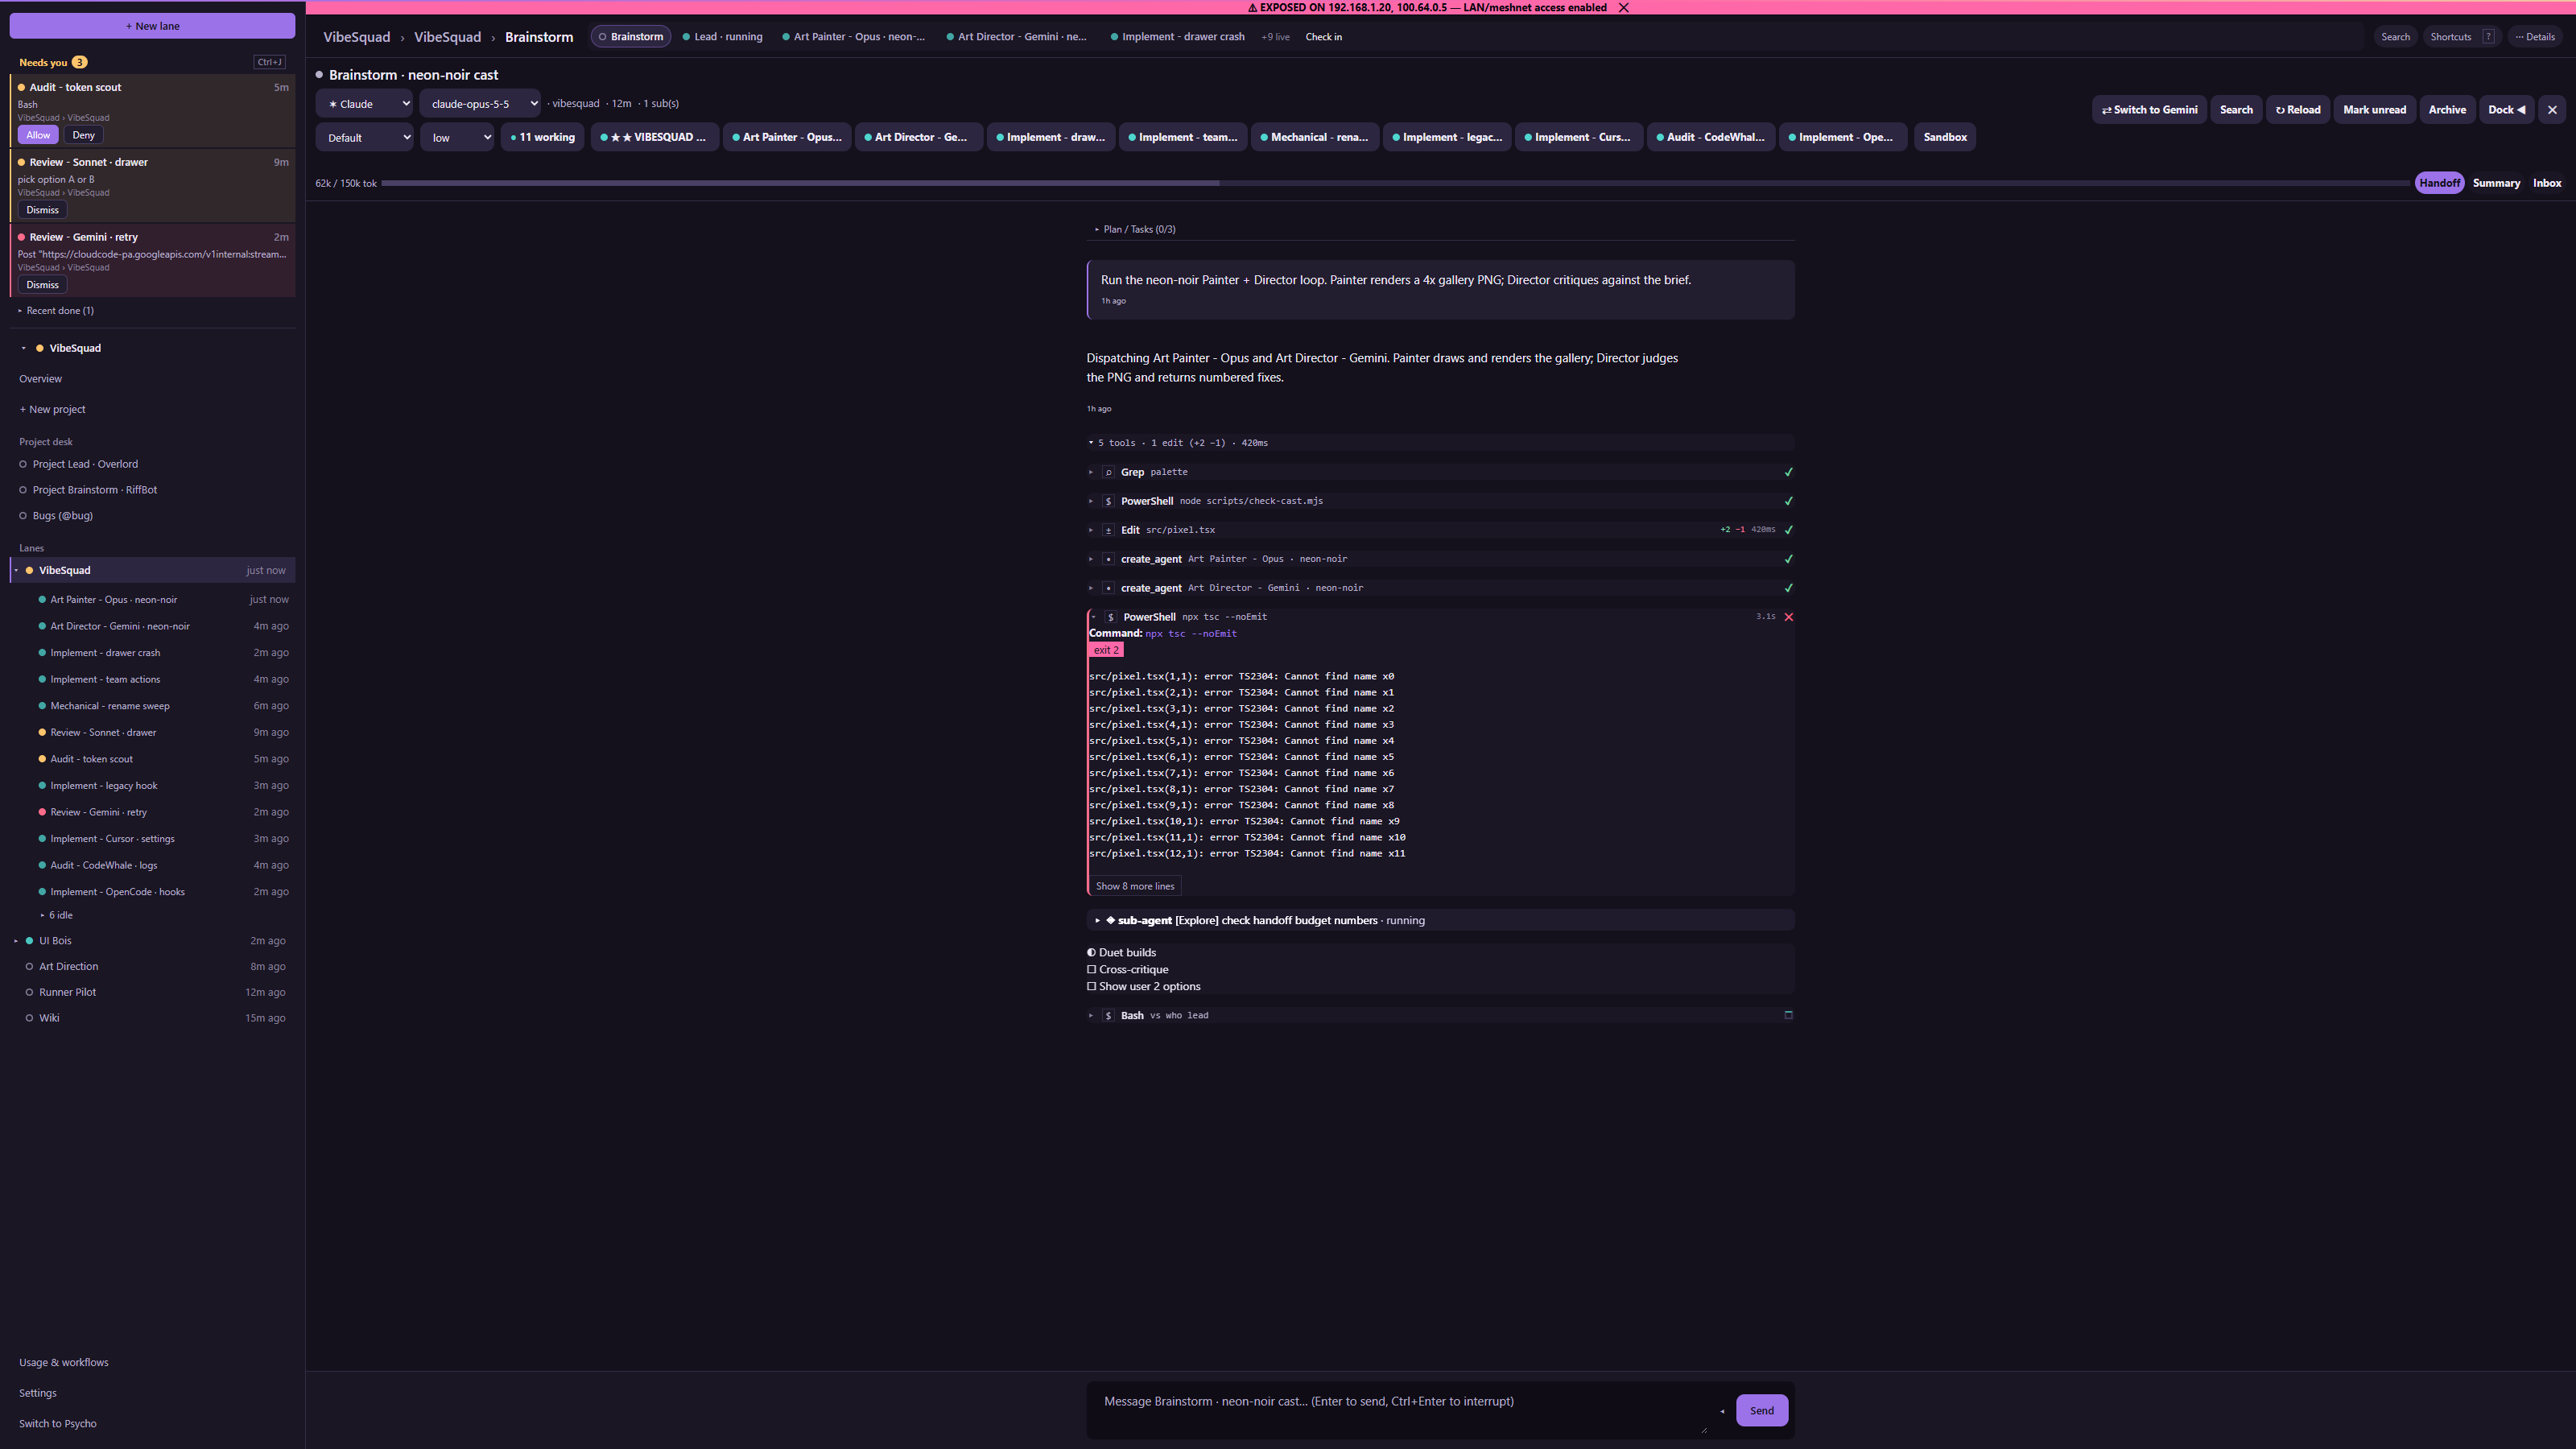 ⚠ EXPOSED ON 192.168.1.20, 100.64.0.5 — LAN/meshnet access enabled ✕
+ New lane
Needs you 3 Ctrl+J
Audit - token scout 5m
Bash
VibeSquad › VibeSquad
Allow Deny
Review - Sonnet · drawer 9m
pick option A or B
VibeSquad › VibeSquad
Dismiss
Review - Gemini · retry 2m
Post "https://cloudcode-pa.googleapis.com/v1internal:stream...
VibeSquad › VibeSquad
Dismiss
▸ Recent done (1)
VibeSquad
Overview
+ New project
Project desk
Project Lead · Overlord
Project Brainstorm · RiffBot
Bugs (@bug)
Lanes
VibeSquad just now
Art Painter - Opus · neon-noir just now
Art Director - Gemini · neon-noir 4m ago
Implement - drawer crash 2m ago
Implement - team actions 4m ago
Mechanical - rename sweep 6m ago
Review - Sonnet · drawer 9m ago
Audit - token scout 5m ago
Implement - legacy hook 3m ago
Review - Gemini · retry 2m ago
Implement - Cursor · settings 3m ago
Audit - CodeWhale · logs 4m ago
Implement - OpenCode · hooks 2m ago
▸ 6 idle
UI Bois 2m ago
Art Direction 8m ago
Runner Pilot 12m ago
Wiki 15m ago
Usage & workflows
Settings
Switch to Psycho
VibeSquad › VibeSquad › Brainstorm
Brainstorm Lead · running Art Painter - Opus · neon-... Art Director - Gemini · ne... Implement - drawer crash +9 live Check in
Search Shortcuts ? ··· Details
Brainstorm · neon-noir cast
✶ Claude claude-opus-5-5 · vibesquad · 12m · 1 sub(s)
⇄ Switch to Gemini Search ↻ Reload Mark unread Archive Dock ◀ ✕
Default low 11 working ★ ★ VIBESQUAD ... Art Painter - Opus... Art Director - Ge... Implement - draw... Implement - team... Mechanical - rena... Implement - legac... Implement - Curs... Audit - CodeWhal... Implement - Ope... Sandbox
62k / 150k tok Handoff Summary Inbox
▸ Plan / Tasks (0/3)
Run the neon-noir Painter + Director loop. Painter renders a 4x gallery PNG; Director critiques against the brief.
1h ago
Dispatching Art Painter - Opus and Art Director - Gemini. Painter draws and renders the gallery; Director judges
the PNG and returns numbered fixes.
1h ago
▾ 5 tools · 1 edit (+2 −1) · 420ms
Grep palette ✓
$ PowerShell node scripts/check-cast.mjs ✓
± Edit src/pixel.tsx +2 −1 420ms ✓
create_agent Art Painter - Opus · neon-noir ✓
create_agent Art Director - Gemini · neon-noir ✓
$ PowerShell npx tsc --noEmit 3.1s ✕
Command: npx tsc --noEmit
exit 2
src/pixel.tsx(1,1): error TS2304: Cannot find name x0
src/pixel.tsx(2,1): error TS2304: Cannot find name x1
src/pixel.tsx(3,1): error TS2304: Cannot find name x2
src/pixel.tsx(4,1): error TS2304: Cannot find name x3
src/pixel.tsx(5,1): error TS2304: Cannot find name x4
src/pixel.tsx(6,1): error TS2304: Cannot find name x5
src/pixel.tsx(7,1): error TS2304: Cannot find name x6
src/pixel.tsx(8,1): error TS2304: Cannot find name x7
src/pixel.tsx(9,1): error TS2304: Cannot find name x8
src/pixel.tsx(10,1): error TS2304: Cannot find name x9
src/pixel.tsx(11,1): error TS2304: Cannot find name x10
src/pixel.tsx(12,1): error TS2304: Cannot find name x11
Show 8 more lines
▸ ◆ sub-agent [Explore] check handoff budget numbers · running
◐ Duet builds
☐ Cross-critique
☐ Show user 2 options
$ Bash vs who lead
Message Brainstorm · neon-noir cast... (Enter to send, Ctrl+Enter to interrupt)
Send